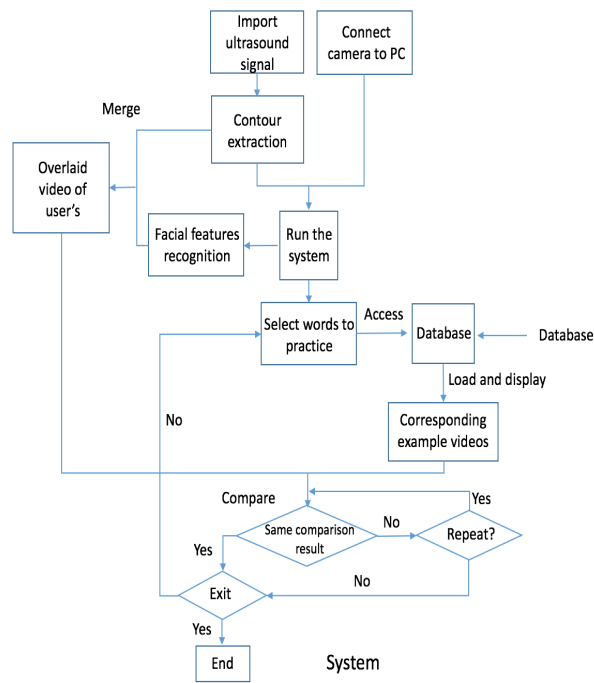 Import
ultrasound
signal
Connect
camera to PC
Merge
Contour
extraction
Overlaid
video of
user's
Facial features
recognition
Run the
system
Select words to
practice
Access
Database
Database
Load and display
No
Corresponding
example videos
Compare
Yes
Same comparison
result
No
Repeat?
Yes
No
Exit
Yes
End
System